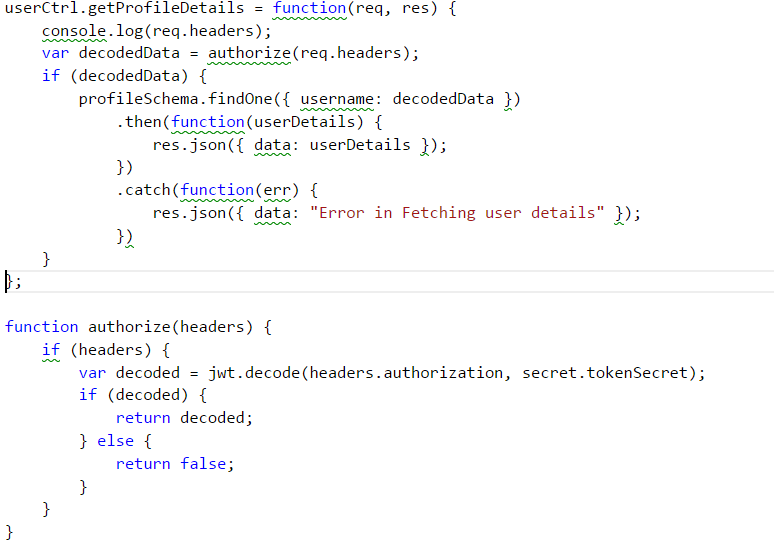 userCtrl.getProfileDetails = function(req, res) {
    console.log(req.headers);
    var decodedData = authorize(req.headers);
    if (decodedData) {
        profileSchema.findOne({ username: decodedData })
            .then(function(userDetails) {
                res.json({ data: userDetails });
            })
            .catch(function(err) {
                res.json({ data: "Error in Fetching user details" });
            })
    }
};

function authorize(headers) {
    if (headers) {
        var decoded = jwt.decode(headers.authorization, secret.tokenSecret);
        if (decoded) {
            return decoded;
        } else {
            return false;
        }
    }
}